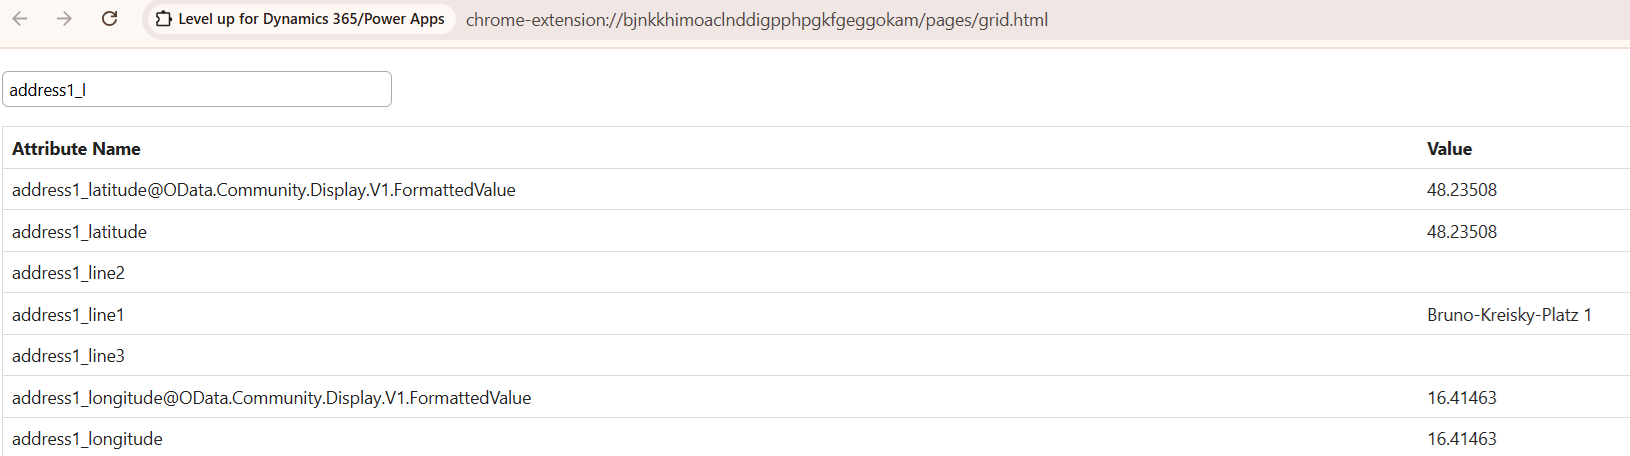 Level up for Dynamics 365/Power Apps chrome-extension://bjnkkhimoaclnddigpphpgkfgeggokam/pages/grid.html
address1_l
Attribute Name Value
address1_latitude@OData.Community.Display.V1.FormattedValue 48.23508
address1_latitude 48.23508
address1_line2
address1_line1 Bruno-Kreisky-Platz 1
address1_line3
address1_longitude@OData.Community.Display.V1.FormattedValue 16.41463
address1_longitude 16.41463